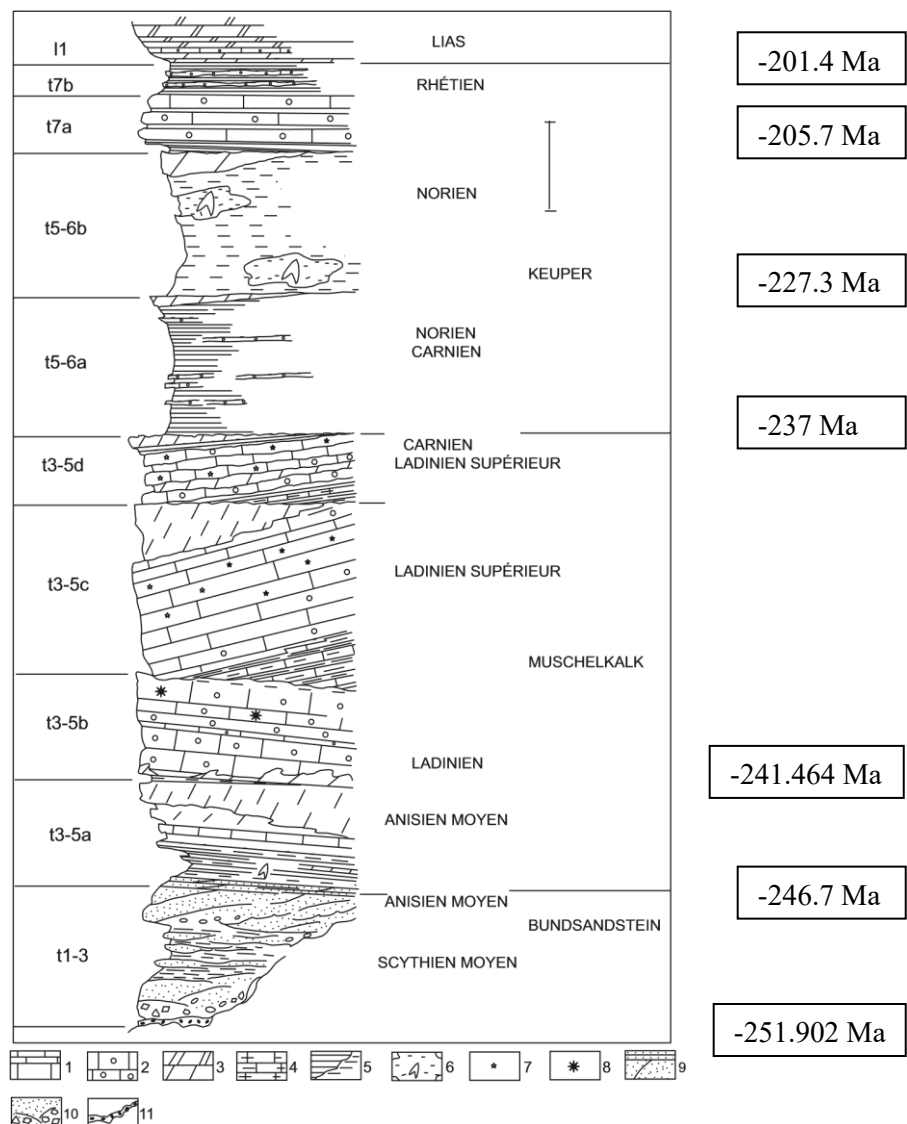 l1
LIAS
-201.4 Ma
t7b
RHÉTIEN
t7a
-205.7 Ma
t5-6b
NORIEN
KEUPER
-227.3 Ma
t5-6a
NORIEN
CARNIEN
-237 Ma
t3-5d
CARNIEN
LADINIEN SUPÉRIEUR
t3-5c
LADINIEN SUPÉRIEUR
MUSCHELKALK
t3-5b
LADINIEN
-241.464 Ma
t3-5a
ANISIEN MOYEN
-246.7 Ma
ANISIEN MOYEN
BUNDSANDSTEIN
t1-3
SCYTHIEN MOYEN
-251.902 Ma
1 2 3 4 5 6 7 8 9
10 11